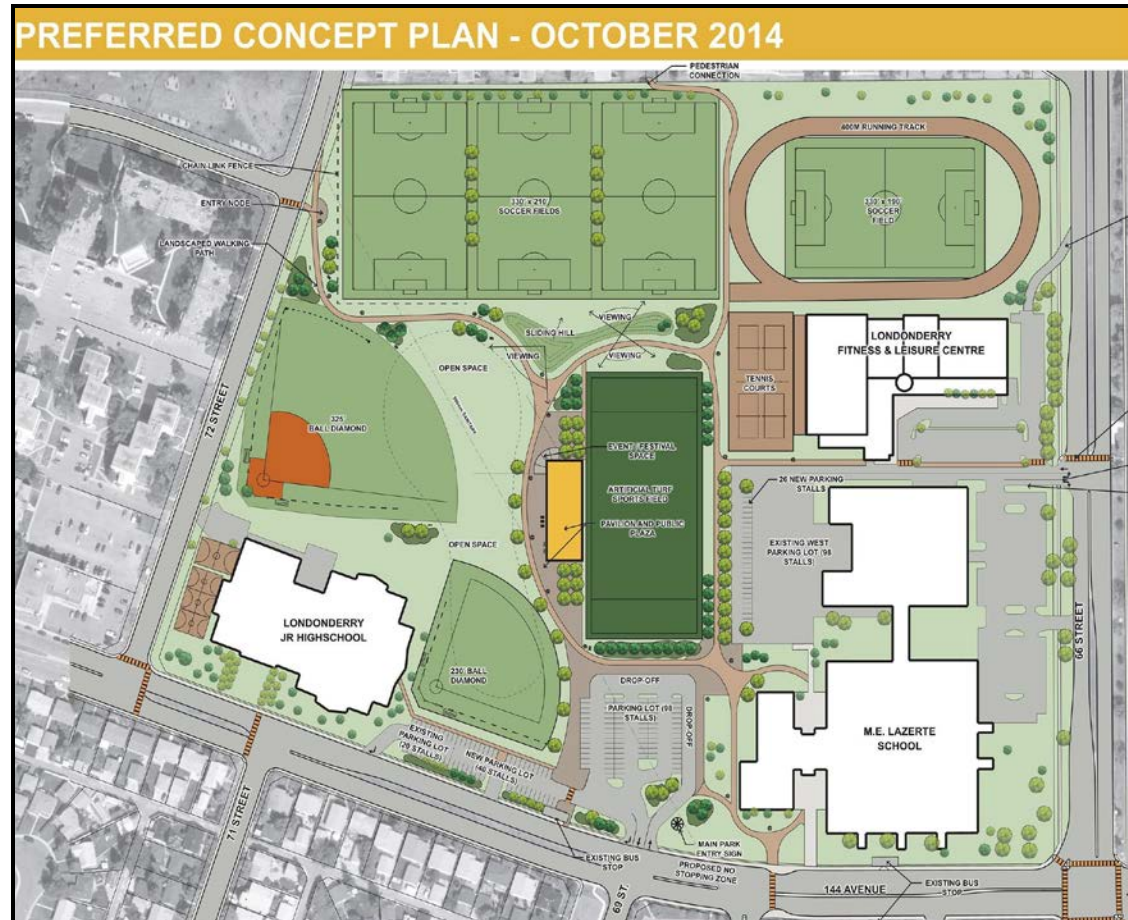 PREFERRED CONCEPT PLAN - OCTOBER 2014
PEDESTRIAN
CONNECTION
CHAIN-LINK FENCE
ENTRY NODE
LANDSCAPED WALKING
PATH
330' x 210'
SOCCER FIELDS
400M RUNNING TRACK
330' x 190'
SOCCER
FIELD
SLIDING HILL
VIEWING
VIEWING
VIEWING
OPEN SPACE
LONDONDERRY
FITNESS & LEISURE CENTRE
TENNIS
COURTS
72 STREET
325'
BALL DIAMOND
EVENT / FESTIVAL
SPACE
ARTIFICIAL TURF
SPORTS FIELD
PAVILION AND PUBLIC
PLAZA
26 NEW PARKING
STALLS
EXISTING WEST
PARKING LOT (98
STALLS)
OPEN SPACE
LONDONDERRY
JR HIGHSCHOOL
230' BALL
DIAMOND
66 STREET
DROP-OFF
PARKING LOT (90
STALLS)
DROP-OFF
M.E. LAZERTE
SCHOOL
EXISTING
PARKING LOT
(26 STALLS)
NEW PARKING LOT
(40 STALLS)
71 STREET
EXISTING BUS
STOP
69 ST.
MAIN PARK
ENTRY SIGN
PROPOSED NO
STOPPING ZONE
144 AVENUE
EXISTING BUS
STOP